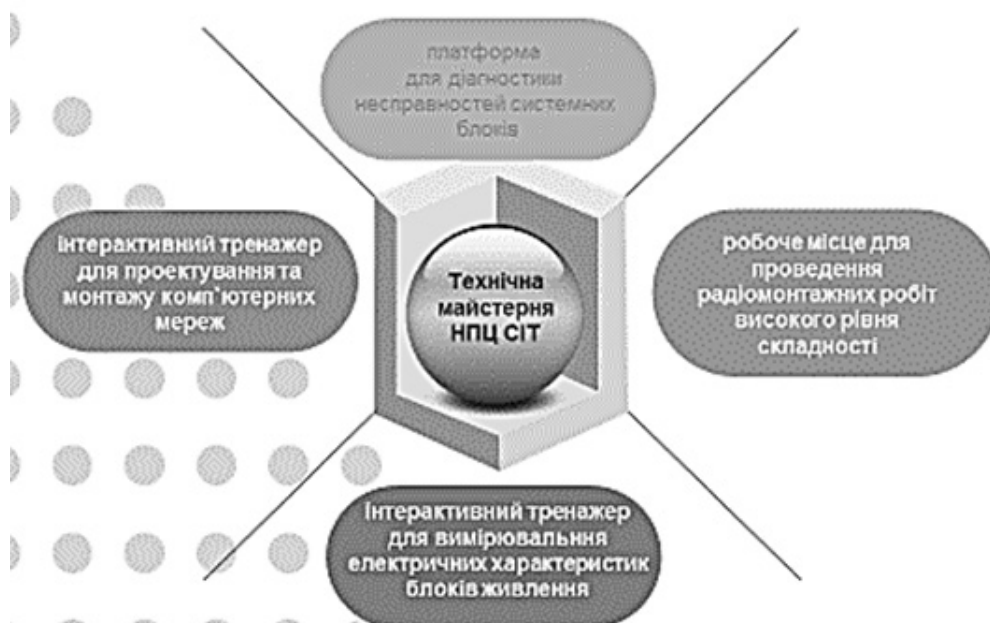 платформа
для діагностики
несправностей системних
блоків
інтерактивний тренажер
для проектування та
монтажу комп'ютерних
мереж
Технічна
майстерня
НПЦ СІТ
робоче місце для
проведення
радіомонтажних робіт
високого рівня
складності
інтерактивний тренажер
для вимірювальння
електричних характеристик
блоків живлення